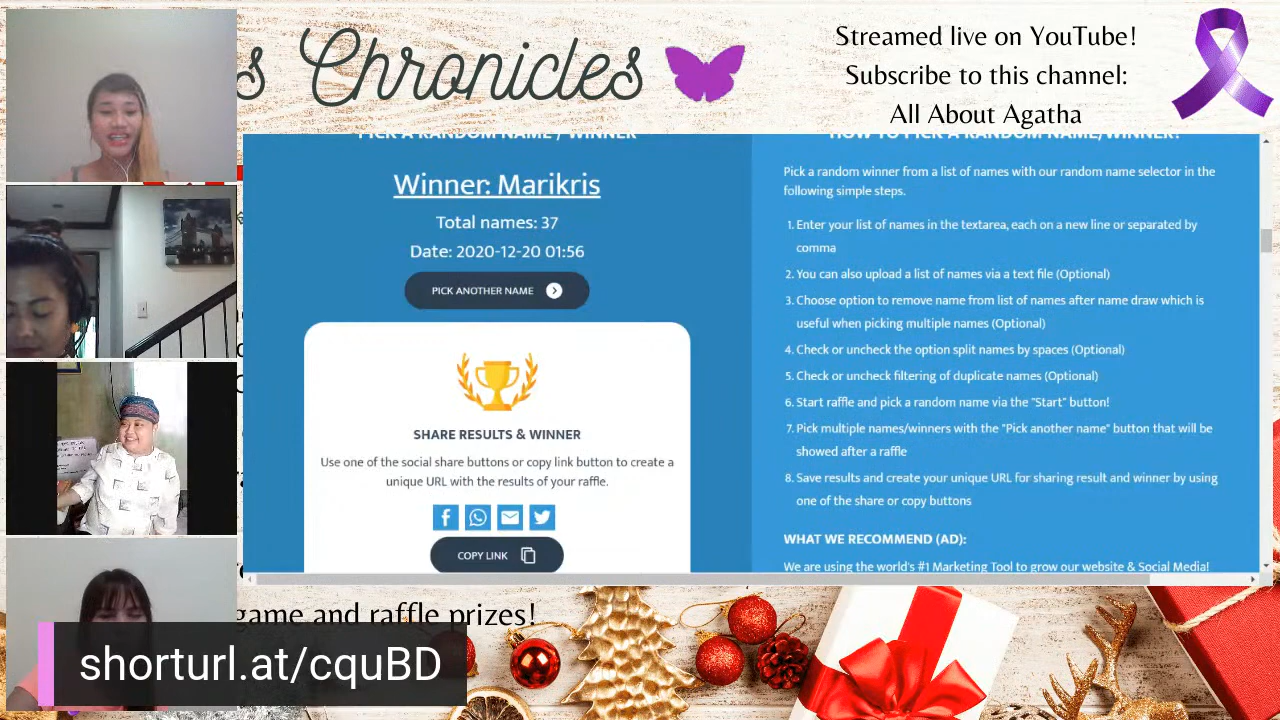 s Chronicles
Streamed live on YouTube!
Subscribe to this channel:
All About Agatha
PICK A RANDOM NAME / WINNER
Winner: Marikris
Total names: 37
Date: 2020-12-20 01:56
PICK ANOTHER NAME
SHARE RESULTS & WINNER
Use one of the social share buttons or copy link button to create a
unique URL with the results of your raffle.
COPY LINK
HOW TO PICK A RANDOM NAME/WINNER?
Pick a random winner from a list of names with our random name selector in the
following simple steps.
1. Enter your list of names in the textarea, each on a new line or separated by
comma
2. You can also upload a list of names via a text file (Optional)
3. Choose option to remove name from list of names after name draw which is
useful when picking multiple names (Optional)
4. Check or uncheck the option split names by spaces (Optional)
5. Check or uncheck filtering of duplicate names (Optional)
6. Start raffle and pick a random name via the "Start" button!
7. Pick multiple names/winners with the "Pick another name" button that will be
showed after a raffle
8. Save results and create your unique URL for sharing result and winner by using
one of the share or copy buttons
WHAT WE RECOMMEND (AD):
We are using the world's #1 Marketing Tool to grow our website & Social Media!
game and raffle prizes!
shorturl.at/cquBD